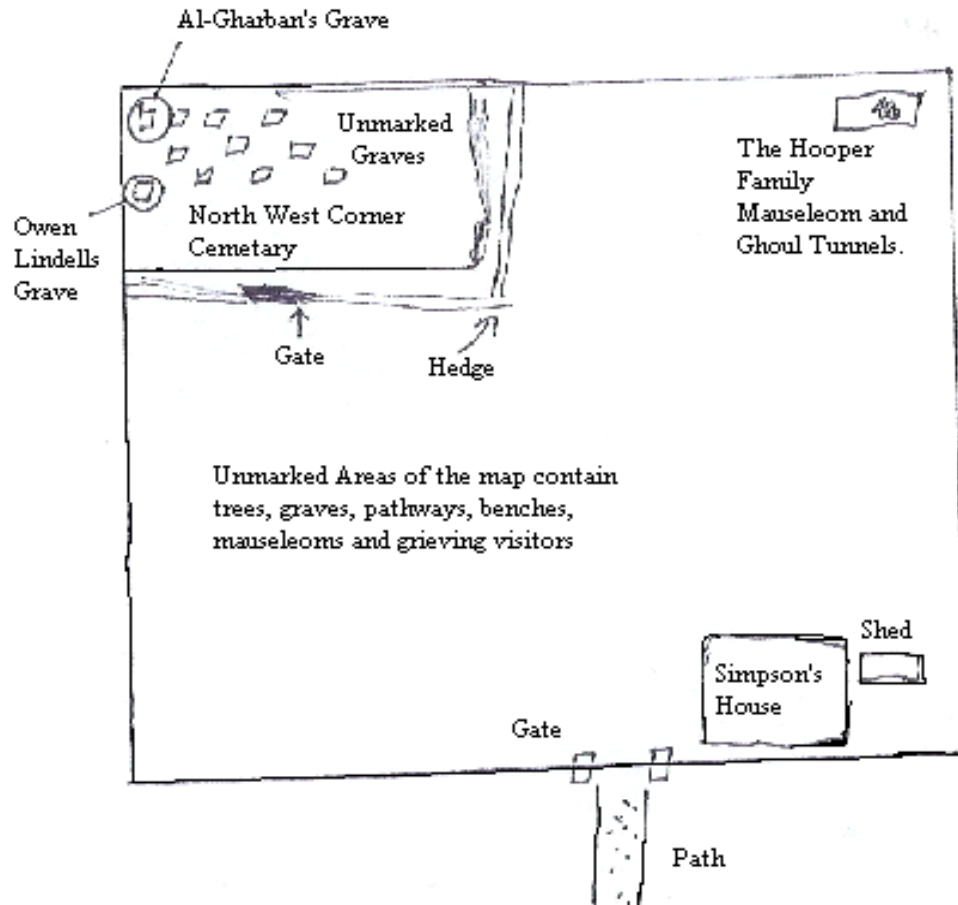 Al-Gharban's Grave
Unmarked
Graves
The Hooper
Family
Mauseleom and
Ghoul Tunnels.
Owen
Lindells
Grave
North West Corner
Cemetary
Gate
Hedge
Unmarked Areas of the map contain
trees, graves, pathways, benches,
mauseleoms and grieving visitors
Shed
Simpson's
House
Gate
Path